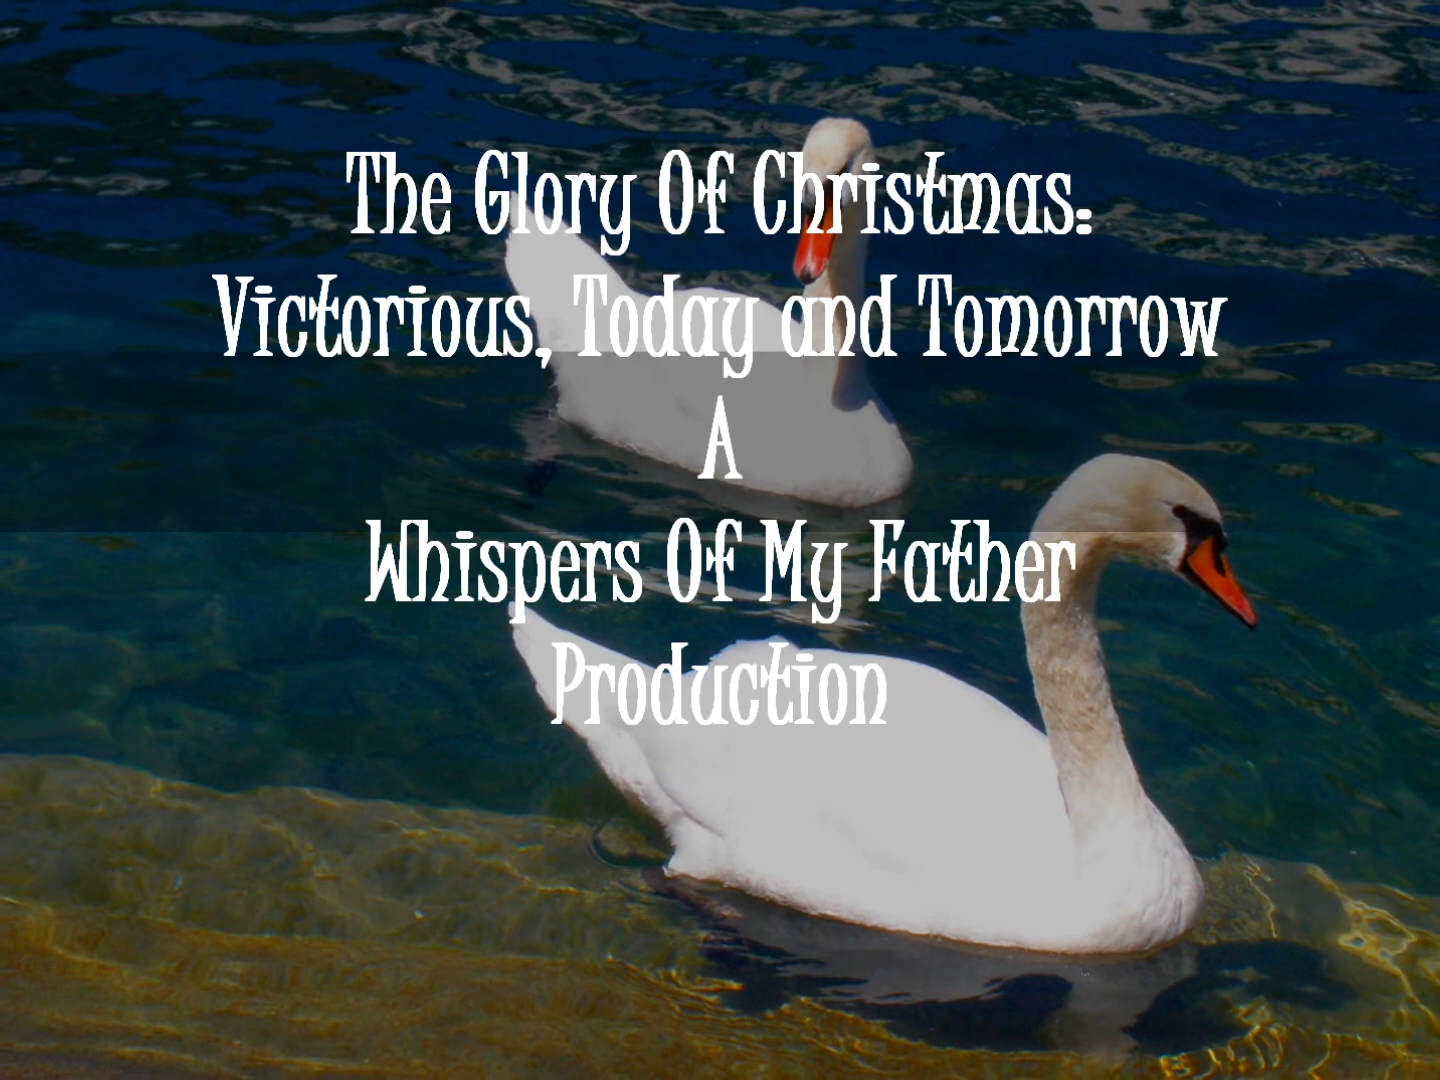 The Glory Of Christmas:
Victorious, Today and Tomorrow
A
Whispers Of My Father
Production